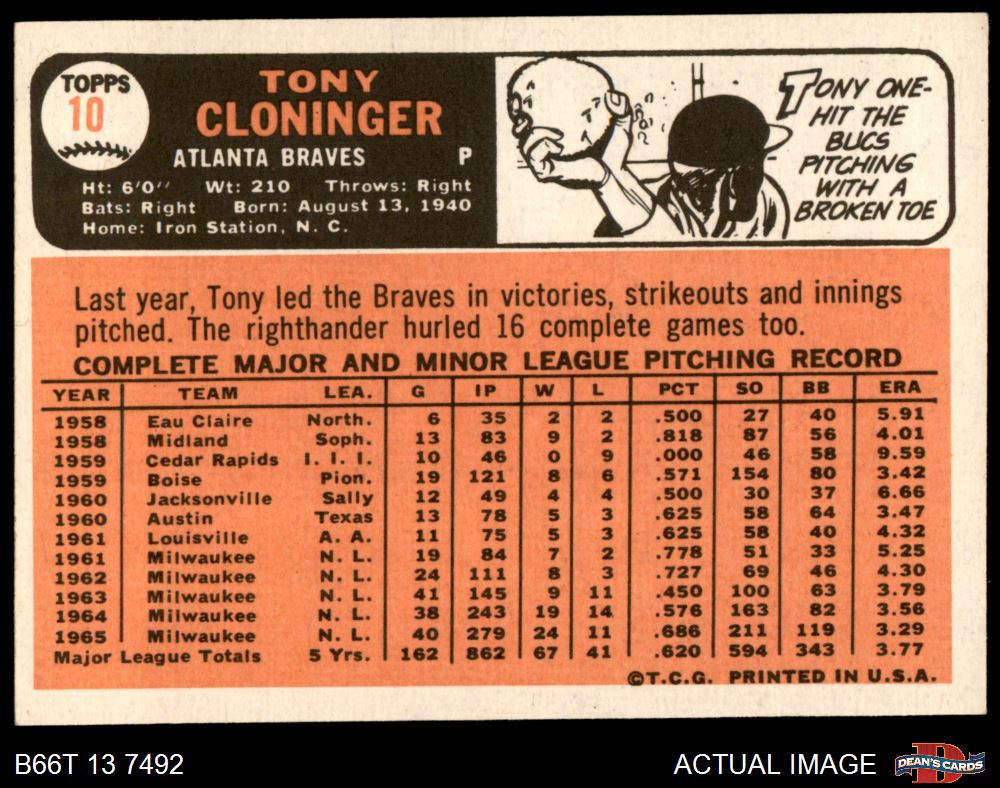 TOPPS
10
TONY
CLONINGER
ATLANTA BRAVES P
Ht: 6'0" Wt: 210 Throws: Right
Bats: Right Born: August 13, 1940
Home: Iron Station, N. C.
TONY ONE-
HIT THE
BUCS
PITCHING
WITH A
BROKEN TOE
Last year, Tony led the Braves in victories, strikeouts and innings
pitched. The righthander hurled 16 complete games too.
COMPLETE MAJOR AND MINOR LEAGUE PITCHING RECORD
YEAR TEAM LEA. G IP W L PCT SO BB ERA
1958 Eau Claire North. 6 35 2 2 .500 27 40 5.91
1958 Midland Soph. 13 83 9 2 .818 87 56 4.01
1959 Cedar Rapids I. I. I. 10 46 0 9 .000 46 58 9.59
1959 Boise Pion. 19 121 8 6 .571 154 80 3.42
1960 Jacksonville Sally 12 49 4 4 .500 30 37 6.66
1960 Austin Texas 13 78 5 3 .625 58 64 3.47
1961 Louisville A. A. 11 75 5 3 .625 58 40 4.32
1961 Milwaukee N. L. 19 84 7 2 .778 51 33 5.25
1962 Milwaukee N. L. 24 111 8 3 .727 69 46 4.30
1963 Milwaukee N. L. 41 145 9 11 .450 100 63 3.79
1964 Milwaukee N. L. 38 243 19 14 .576 163 82 3.56
1965 Milwaukee N. L. 40 279 24 11 .686 211 119 3.29
Major League Totals 5 Yrs. 162 862 67 41 .620 594 343 3.77
©T.C.G. PRINTED IN U.S.A.
B66T 13 7492
ACTUAL IMAGE
D
DEAN'S CARDS